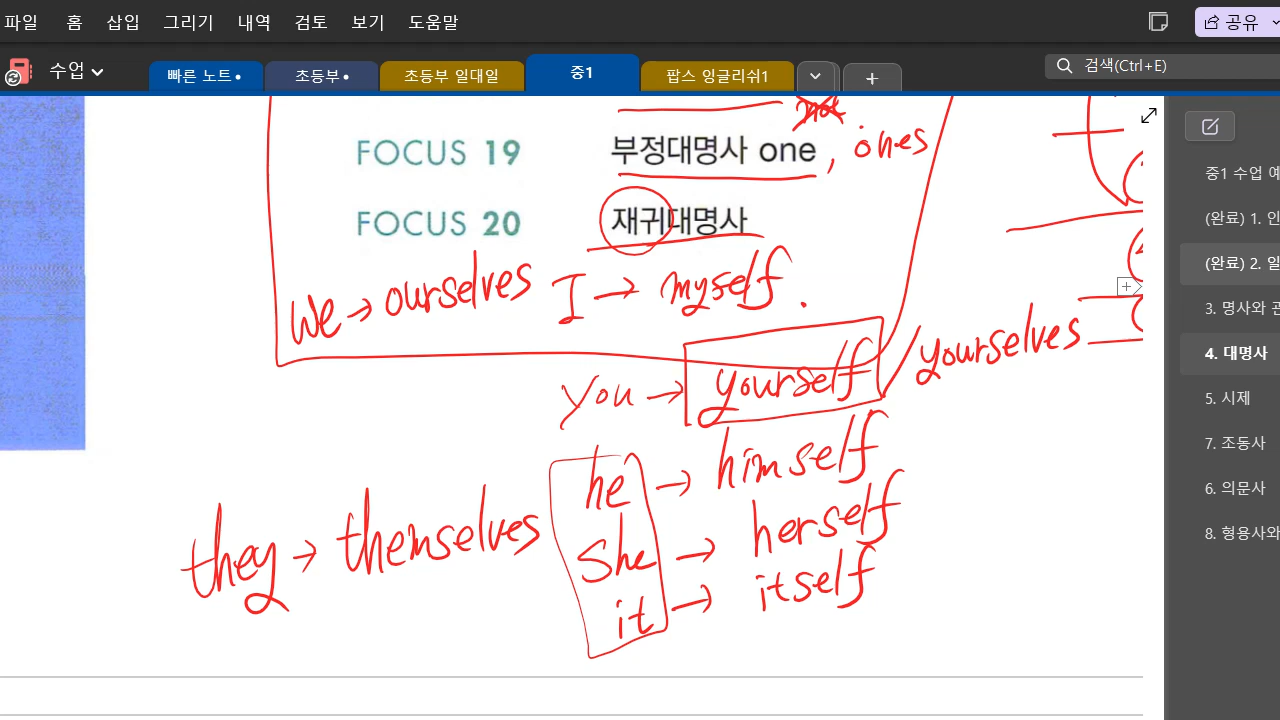 파일 홈 삽입 그리기 내역 검토 보기 도움말 공유
수업 빠른 노트 초등부 초등부 일대일 중1 팝스 잉글리쉬1 + 검색(Ctrl+E)
FOCUS 19 부정대명사 one, ones
FOCUS 20 재귀대명사
we → ourselves I → myself.
you → yourself / yourselves
he → himself
they → themselves she → herself
it → itself
중1 수업
(완료) 1.
(완료) 2.
3. 명사와
4. 대명사
5. 시제
7. 조동사
6. 의문사
8. 형용사와